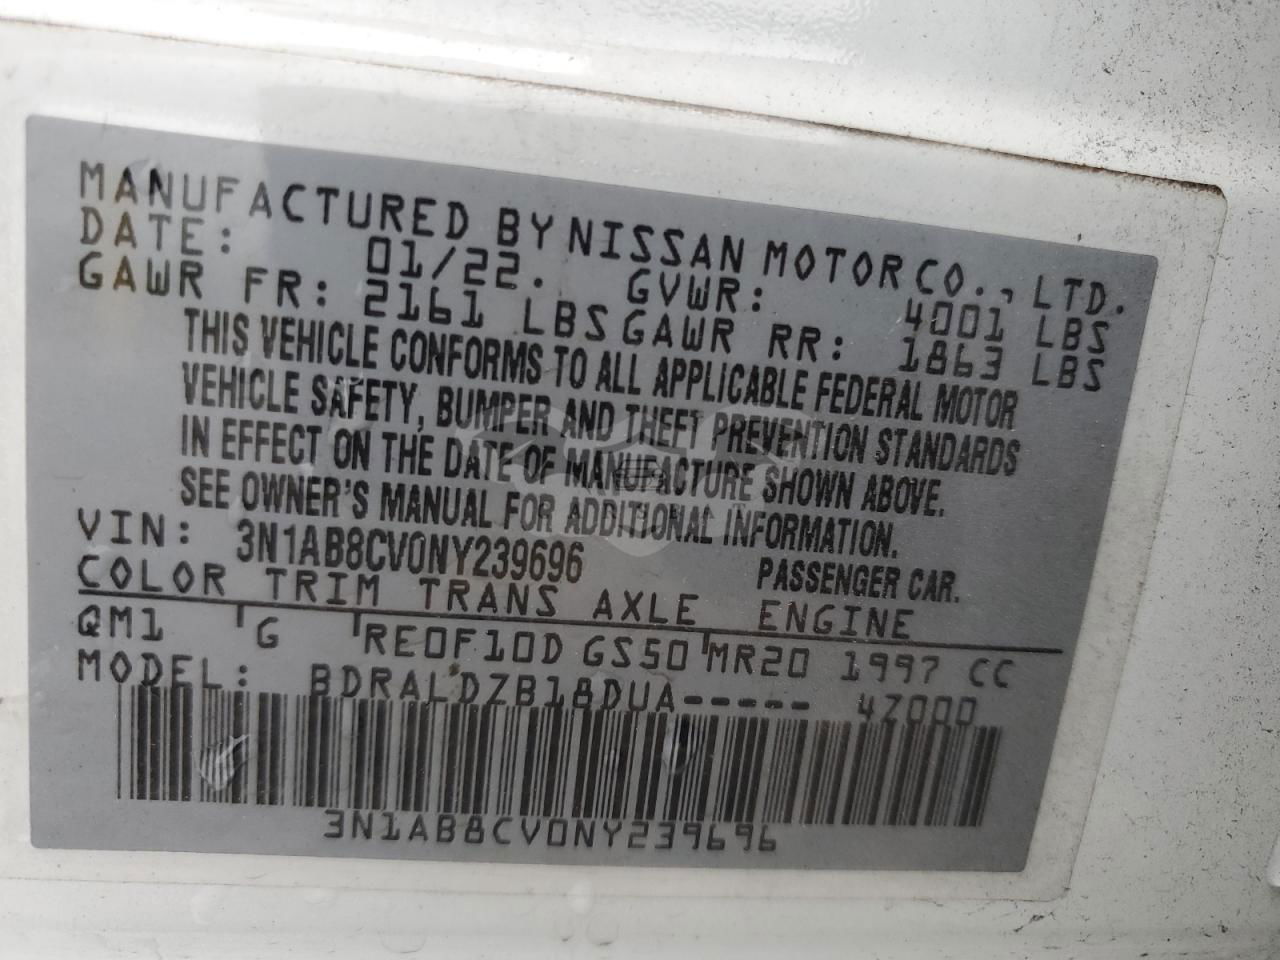 MANUFACTURED BY NISSAN MOTOR CO., LTD.
DATE: 01/22. GVWR: 4001 LBS
GAWR FR: 2161 LBS GAWR RR: 1863 LBS
THIS VEHICLE CONFORMS TO ALL APPLICABLE FEDERAL MOTOR
VEHICLE SAFETY, BUMPER AND THEFT PREVENTION STANDARDS
IN EFFECT ON THE DATE OF MANUFACTURE SHOWN ABOVE.
SEE OWNER'S MANUAL FOR ADDITIONAL INFORMATION.
VIN: 3N1AB8CV0NY239696 PASSENGER CAR.
COLOR TRIM TRANS AXLE ENGINE
QM1 G RE0F10D GS50 MR20 1997 CC
MODEL: BDRALDZB18DUA----- 4Z000
3N1AB8CV0NY239696